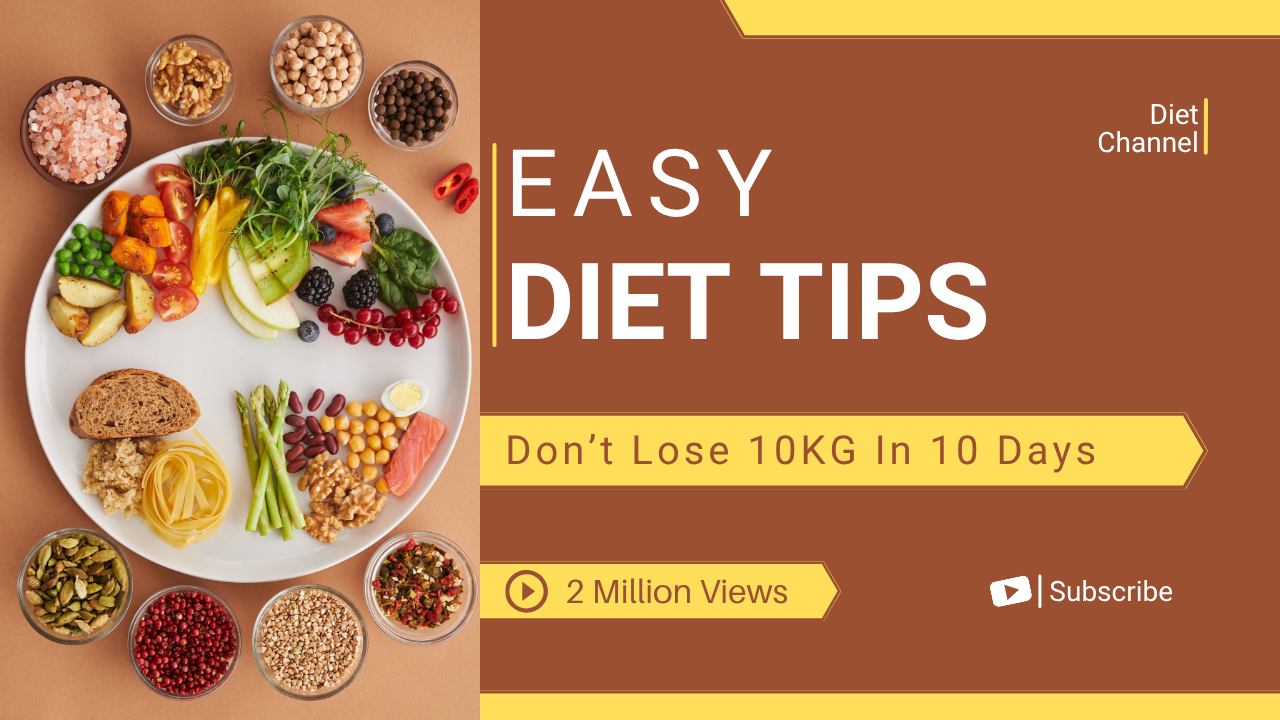 Diet
Channel
EASY
DIET TIPS
Don’t Lose 10KG In 10 Days
2 Million Views
Subscribe